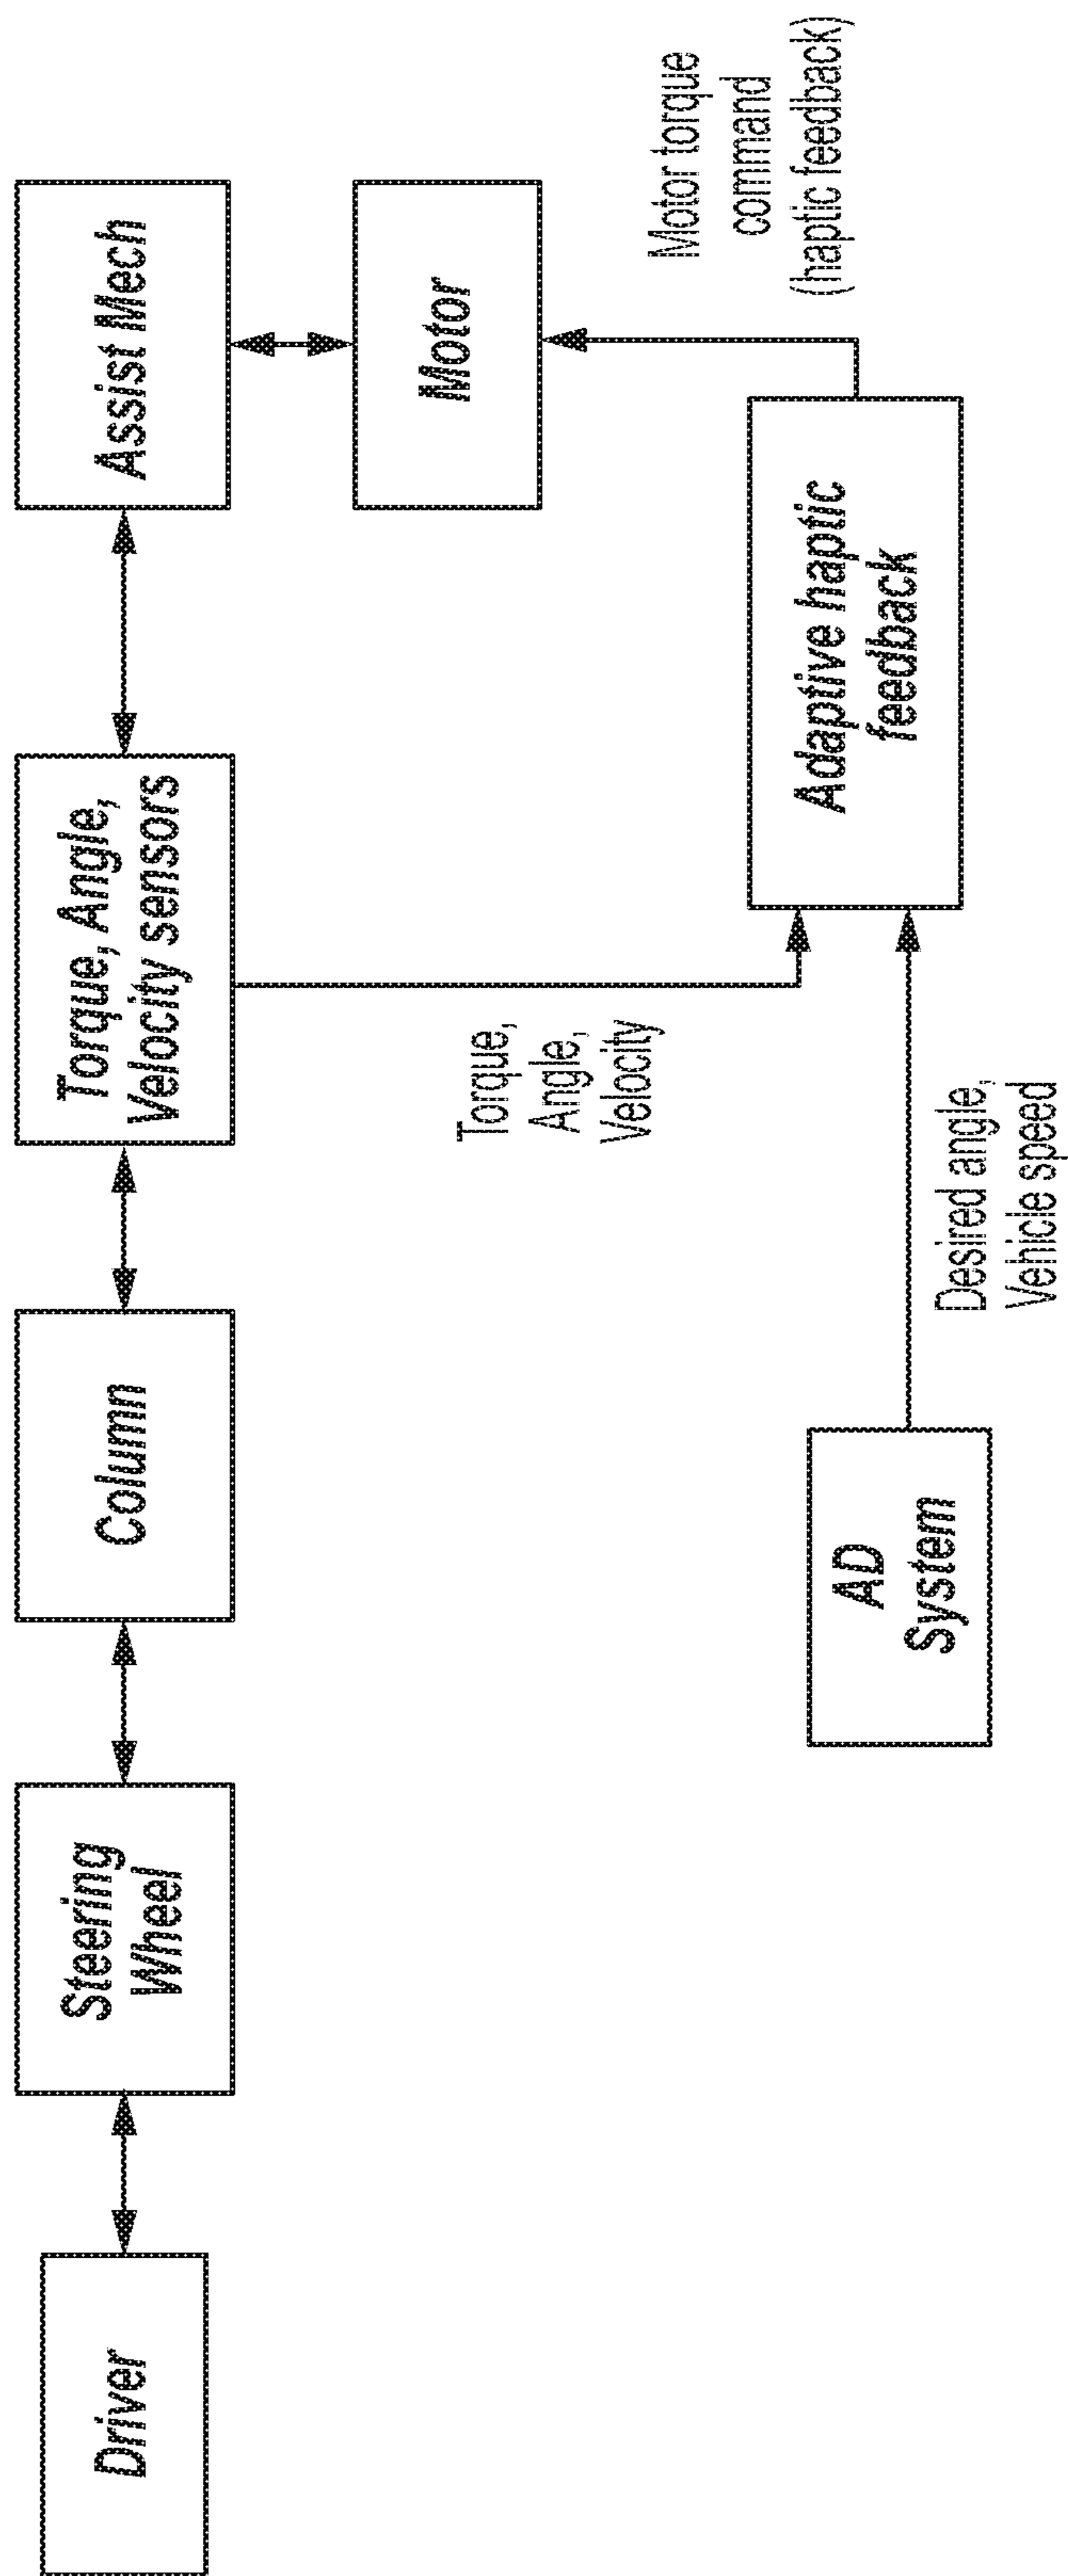 Driver
Steering
Wheel
Column
Torque, Angle,
Velocity sensors
Assist Mech
Motor
Torque,
Angle,
Velocity
Motor torque
command
(haptic feedback)
AD
System
Desired angle,
Vehicle speed
Adaptive haptic
feedback